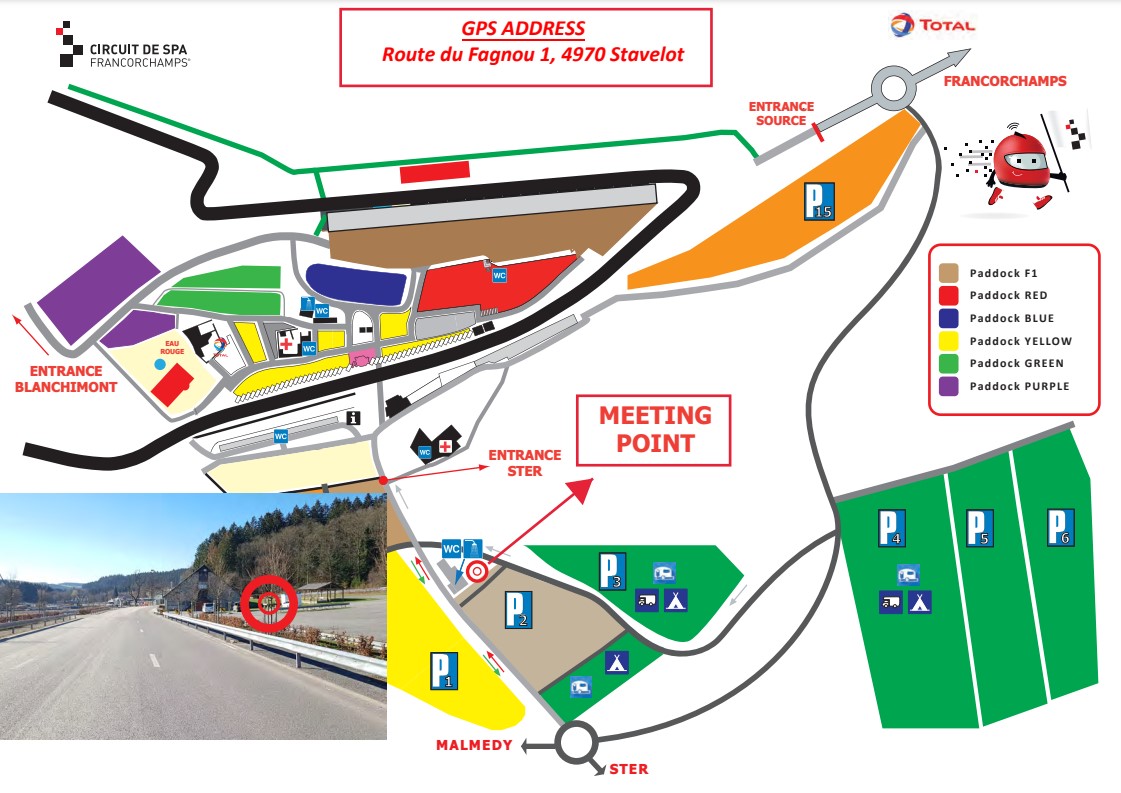 GPS ADDRESS
Route du Fagnou 1, 4970 Stavelot
CIRCUIT DE SPA
FRANCORCHAMPS
TOTAL
FRANCORCHAMPS
ENTRANCE
SOURCE
P
15
Paddock F1
Paddock RED
Paddock BLUE
Paddock YELLOW
Paddock GREEN
Paddock PURPLE
WC
WC
WC
EAU
ROUGE
TOTAL
ENTRANCE
BLANCHIMONT
i
WC
WC
ENTRANCE
STER
MEETING
POINT
P
4
P
5
P
6
WC
P
3
P
2
P
1
MALMEDY
STER